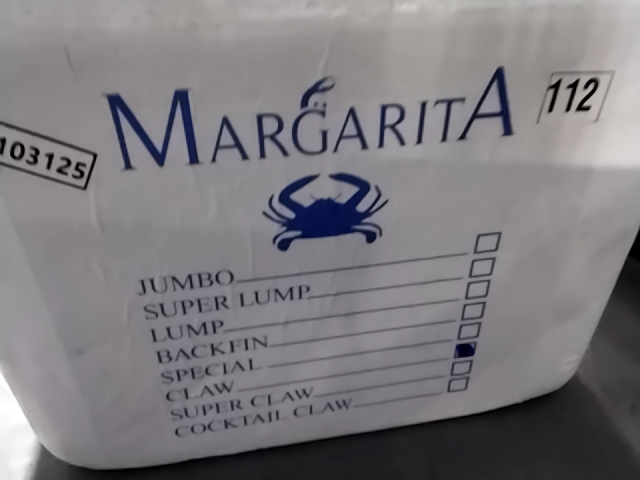 MARGARITA
112
103125
JUMBO
SUPER LUMP
LUMP
BACKFIN
SPECIAL
CLAW
SUPER CLAW
COCKTAIL CLAW